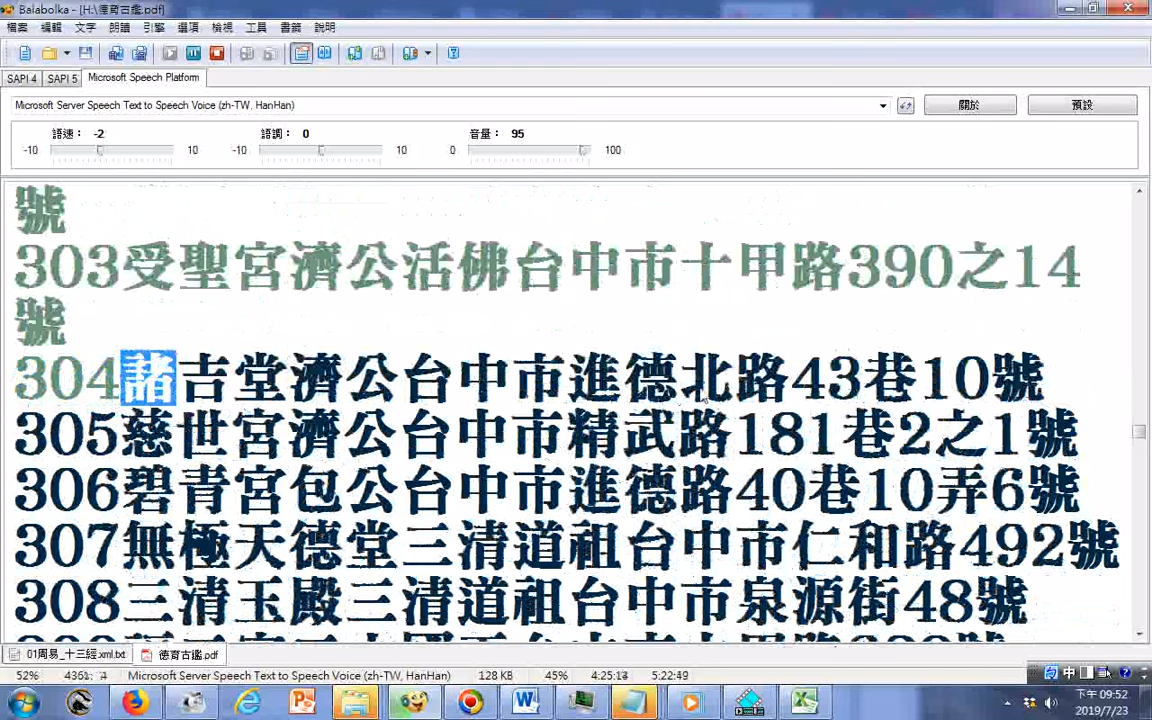 Balabolka - [H:\德育古鑑.pdf]
檔案 編輯 文字 朗讀 引擎 選項 檢視 工具 書籤 說明
SAPI 4 SAPI 5 Microsoft Speech Platform
Microsoft Server Speech Text to Speech Voice (zh-TW, HanHan) 關於 預設
語速： -2 語調： 0 音量： 95
-10 10 -10 10 0 100
號
303受聖宮濟公活佛台中市十甲路390之14
號
304諸吉堂濟公台中市進德北路43巷10號
305慈世宮濟公台中市精武路181巷2之1號
306碧青宮包公台中市進德路40巷10弄6號
307無極天德堂三清道祖台中市仁和路492號
308三清玉殿三清道祖台中市泉源街48號
01周易_十三經.xml.txt 德育古鑑.pdf
52% 4361: 4 Microsoft Server Speech Text to Speech Voice (zh-TW, HanHan) 128 KB 45% 4:25:13 5:22:49
中
下午 09:52
2019/7/23